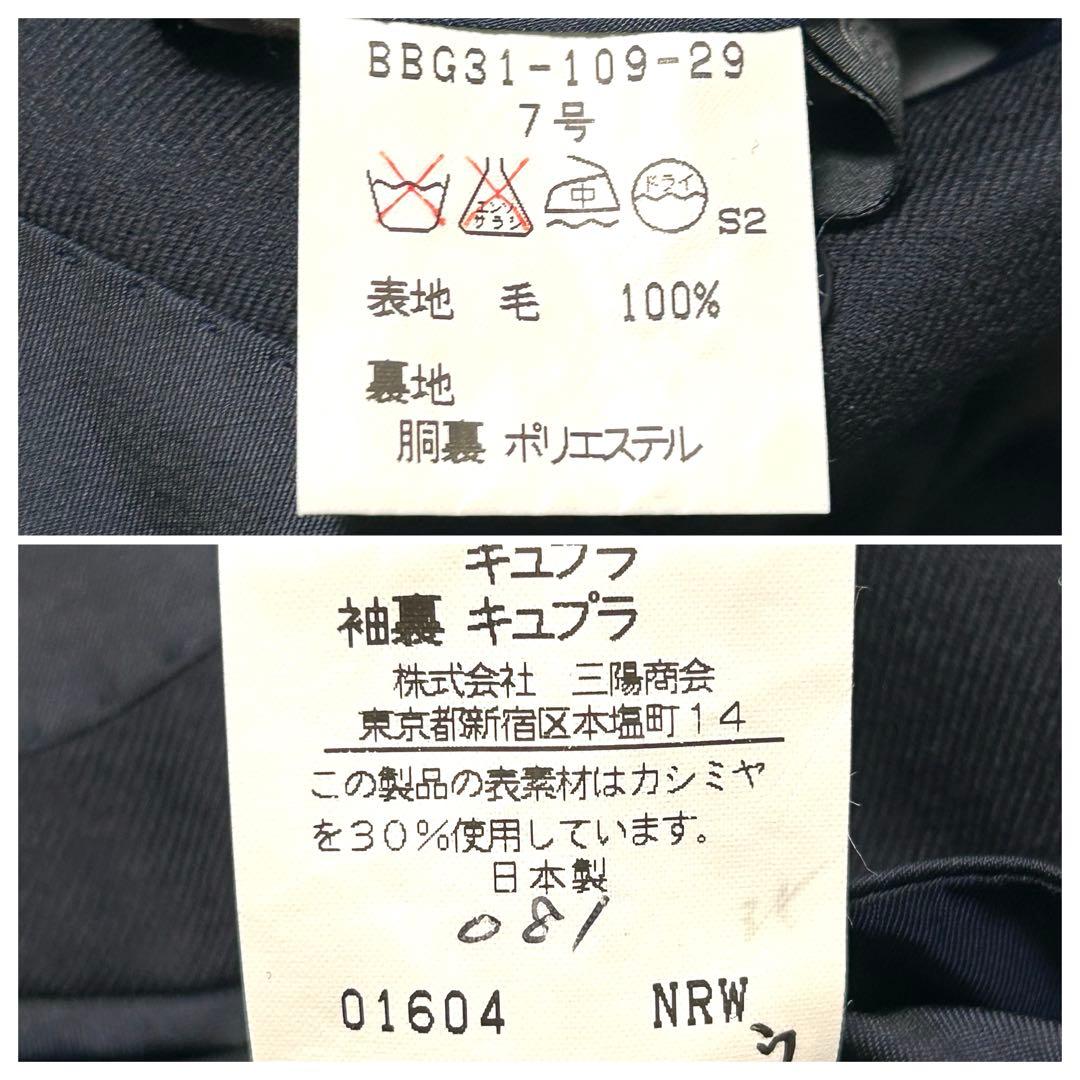 BBG31-109-29
7号
エンソ
サラシ
中
ドライ
S2
表地 毛 100%
裏地
胴裏 ポリエステル
キュプラ
袖裏 キュプラ
株式会社 三陽商会
東京都新宿区本塩町14
この製品の表素材はカシミヤ
を30%使用しています。
日本製
081
01604 NRW